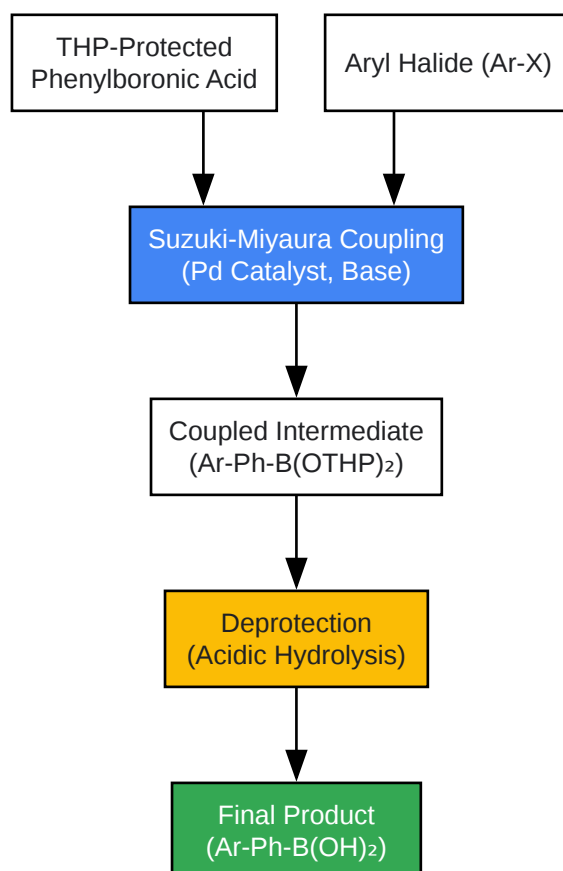 THP-Protected
Phenylboronic Acid
Aryl Halide (Ar-X)
Suzuki-Miyaura Coupling
(Pd Catalyst, Base)
Coupled Intermediate
(Ar-Ph-B(OTHP)₂)
Deprotection
(Acidic Hydrolysis)
Final Product
(Ar-Ph-B(OH)₂)